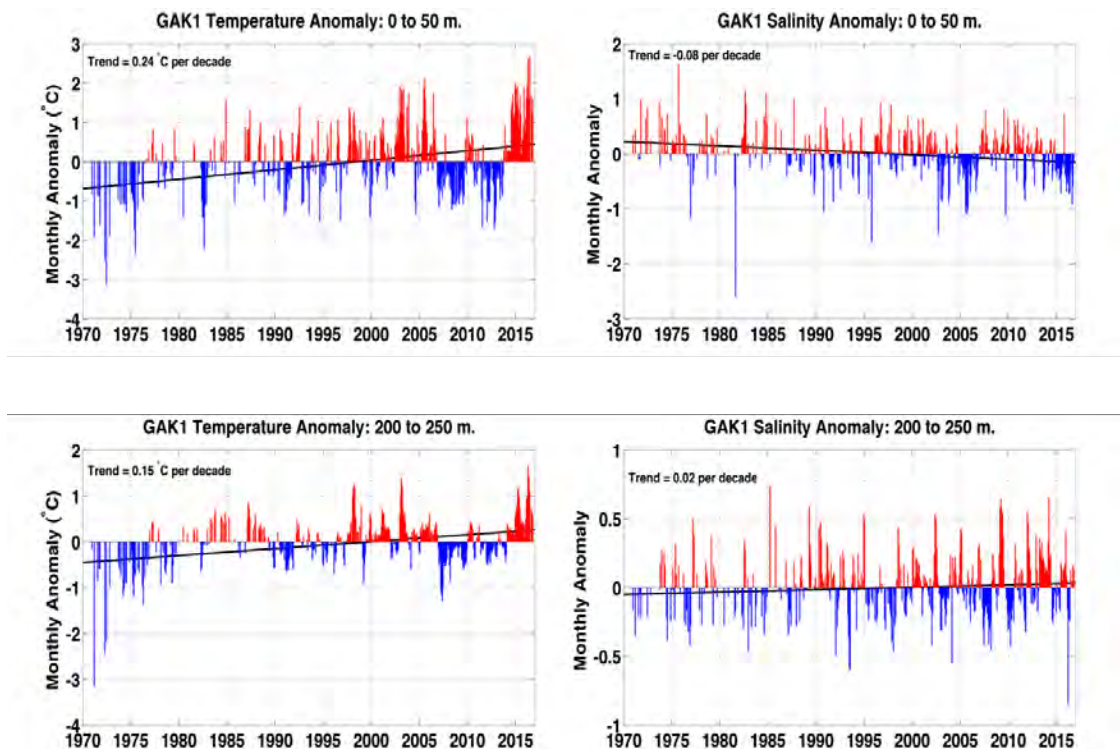 GAK1 Temperature Anomaly: 0 to 50 m.
Trend = 0.24 °C per decade
Monthly Anomaly (°C)
3
2
1
0
-1
-2
-3
-4
1970 1975 1980 1985 1990 1995 2000 2005 2010 2015
GAK1 Salinity Anomaly: 0 to 50 m.
Trend = -0.08 per decade
Monthly Anomaly
2
1
0
-1
-2
-3
1970 1975 1980 1985 1990 1995 2000 2005 2010 2015
GAK1 Temperature Anomaly: 200 to 250 m.
Trend = 0.15 °C per decade
Monthly Anomaly (°C)
2
1
0
-1
-2
-3
-4
1970 1975 1980 1985 1990 1995 2000 2005 2010 2015
GAK1 Salinity Anomaly: 200 to 250 m.
Trend = 0.02 per decade
Monthly Anomaly
1
0.5
0
-0.5
-1
1970 1975 1980 1985 1990 1995 2000 2005 2010 2015